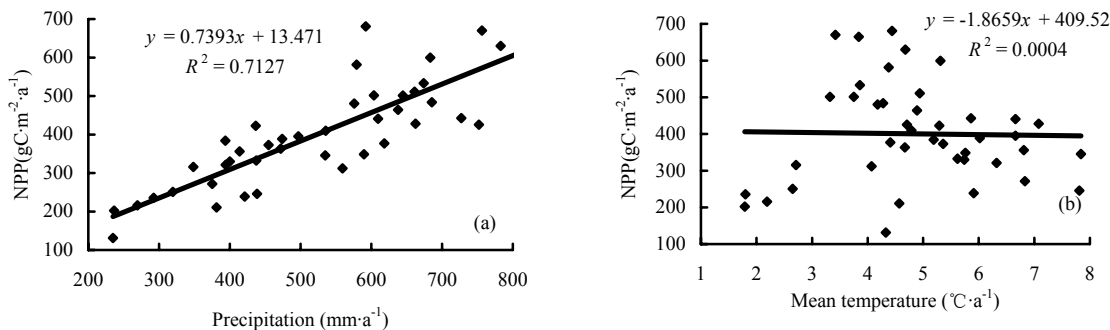 y = 0.7393x + 13.471
R² = 0.7127
NPP(gC·m⁻²·a⁻¹)
700
600
500
400
300
200
100
200 300 400 500 600 700 800
(a)
Precipitation (mm·a⁻¹)
y = -1.8659x + 409.52
R² = 0.0004
NPP(gC·m⁻²·a⁻¹)
700
600
500
400
300
200
100
1 2 3 4 5 6 7 8
(b)
Mean temperature (℃·a⁻¹)